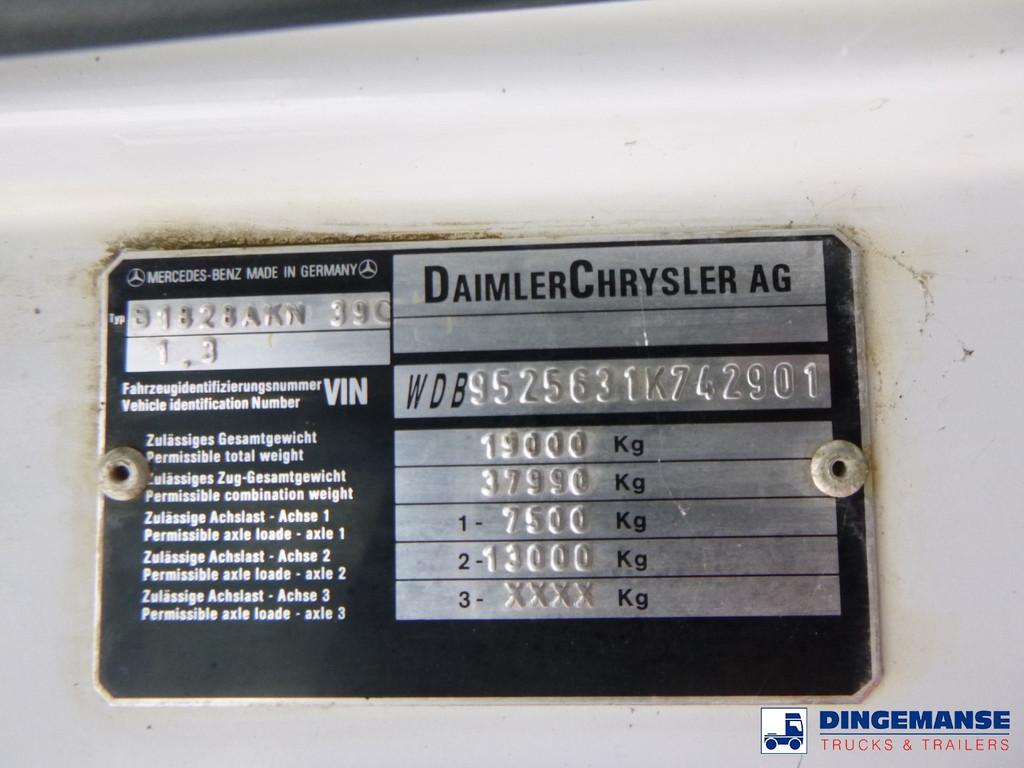 MERCEDES-BENZ MADE IN GERMANY
DAIMLERCHRYSLER AG
Typ 91828AKN 39C
1,3
Fahrzeugidentifizierungsnummer
Vehicle identification Number
VIN
WDB9525631K742901
Zulässiges Gesamtgewicht
Permissible total weight
19000 Kg
Zulässiges Zug-Gesamtgewicht
Permissible combination weight
37990 Kg
Zulässige Achslast - Achse 1
Permissible axle loade - axle 1
1- 7500 Kg
Zulässige Achslast - Achse 2
Permissible axle loade - axle 2
2-13000 Kg
Zulässige Achslast - Achse 3
Permissible axle loade - axle 3
3- XXXX Kg
DINGEMANSE
TRUCKS & TRAILERS